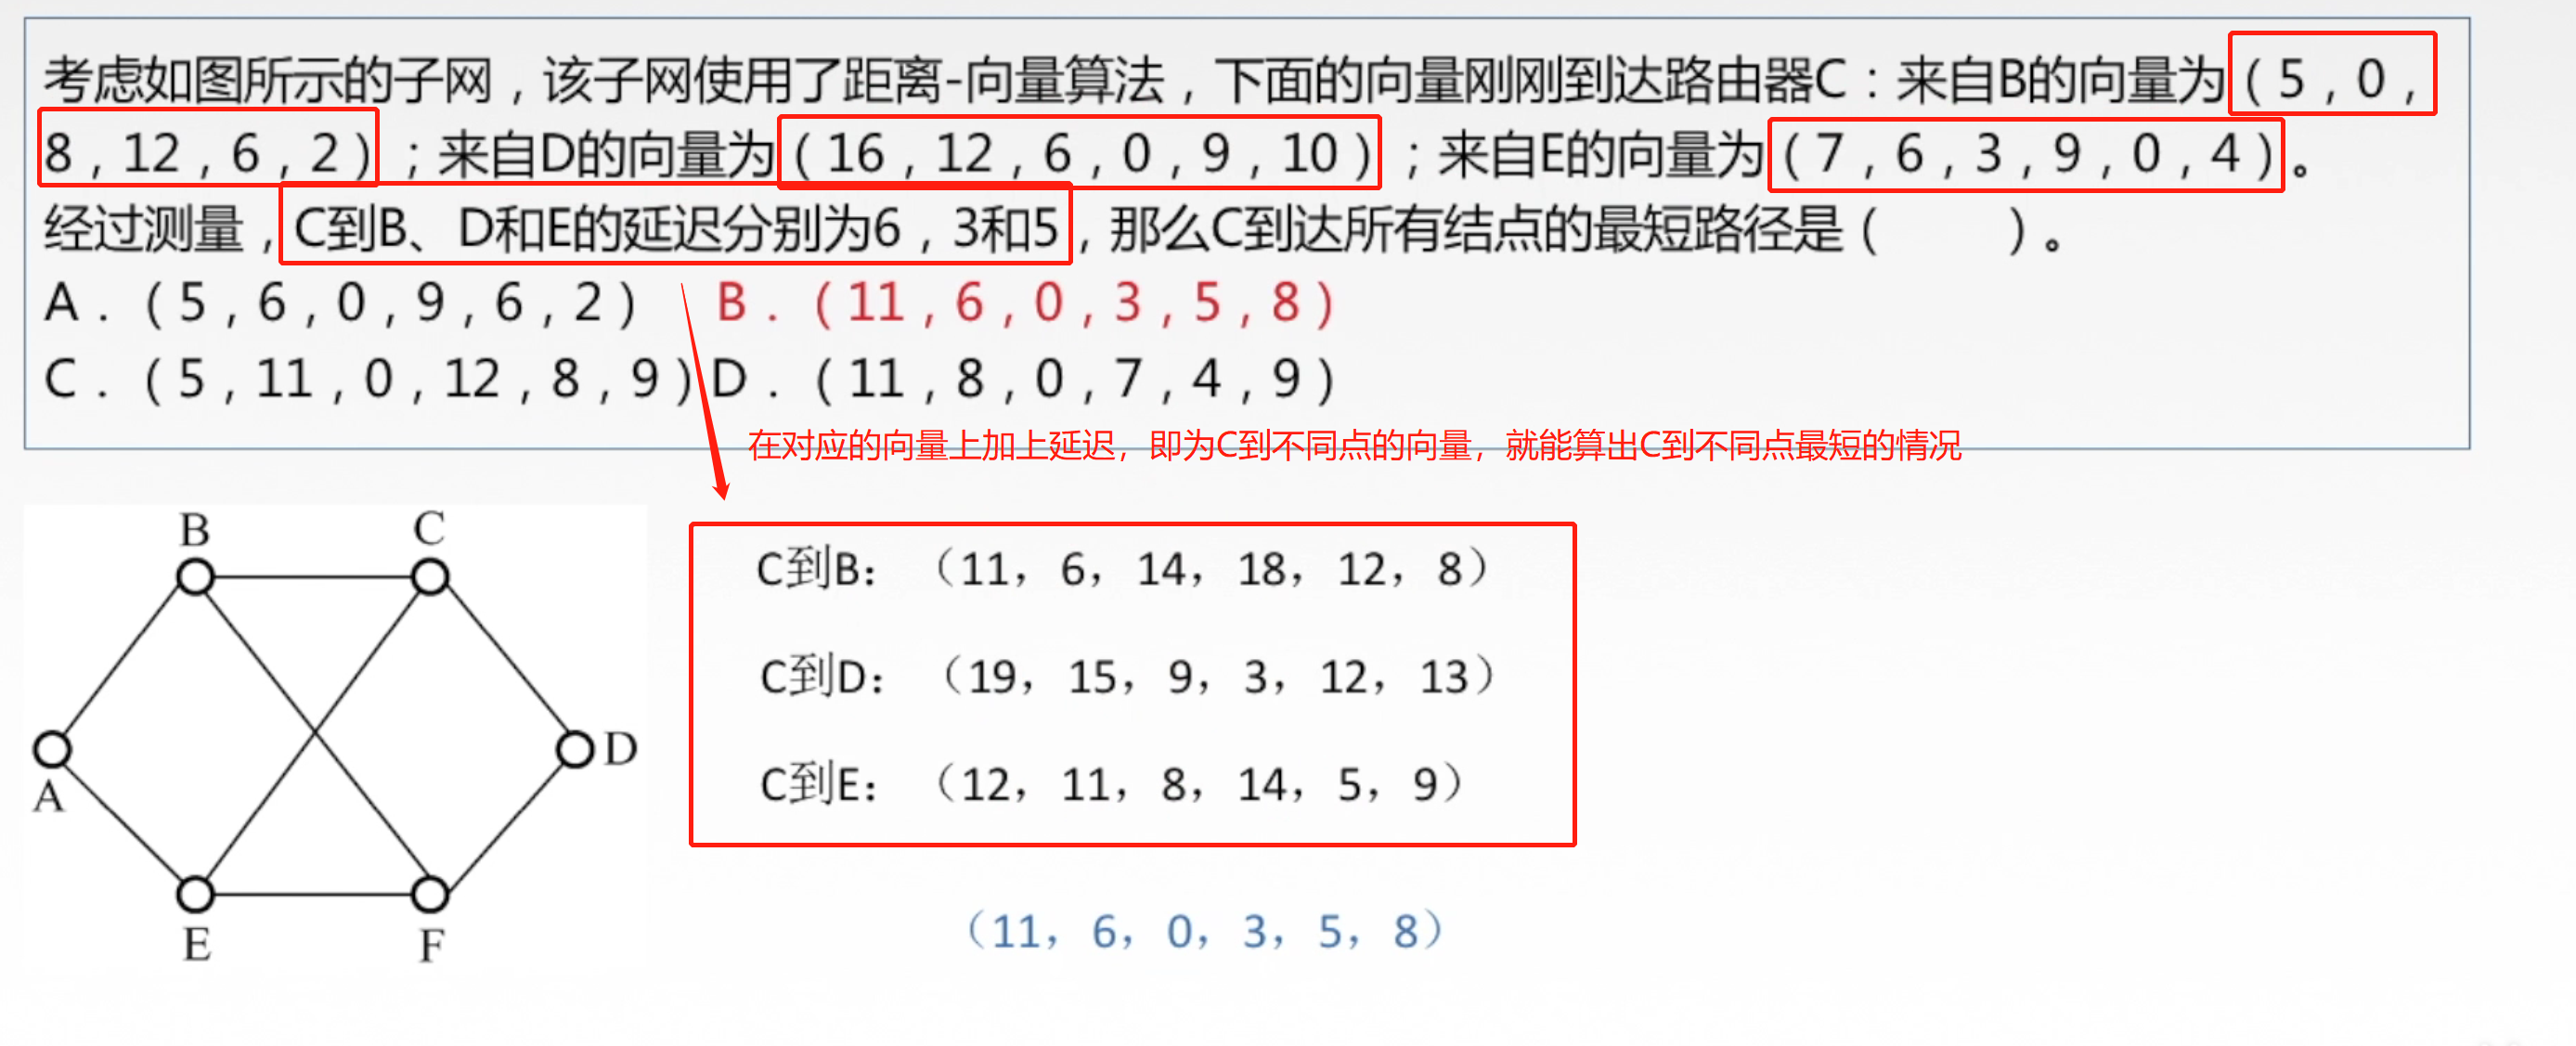 考虑如图所示的子网，该子网使用了距离-向量算法，下面的向量刚刚到达路由器C：来自B的向量为（5，0，
8，12，6，2）；来自D的向量为（16，12，6，0，9，10）；来自E的向量为（7，6，3，9，0，4）。
经过测量，C到B、D和E的延迟分别为6，3和5，那么C到达所有结点的最短路径是（　　）。
A．（5，6，0，9，6，2） B．（11，6，0，3，5，8）
C．（5，11，0，12，8，9）D．（11，8，0，7，4，9）
在对应的向量上加上延迟，即为C到不同点的向量，就能算出C到不同点最短的情况
B
C
A
D
E
F
C到B：（11，6，14，18，12，8）
C到D：（19，15，9，3，12，13）
C到E：（12，11，8，14，5，9）
（11，6，0，3，5，8）